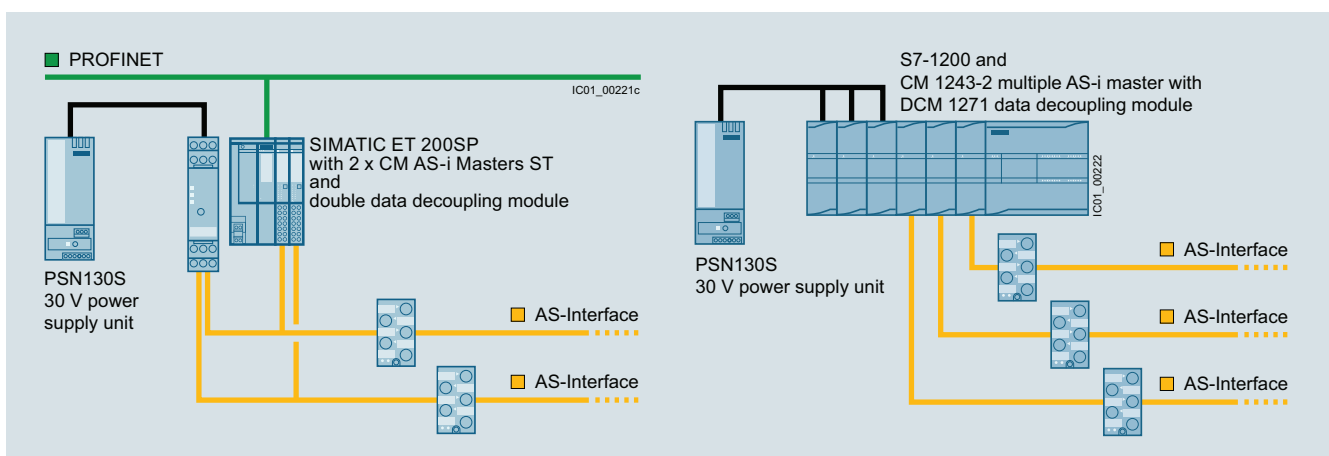 PROFINET
IC01_00221c
SIMATIC ET 200SP
with 2 x CM AS-i Masters ST
and
double data decoupling module
PSN130S
30 V power
supply unit
AS-Interface
AS-Interface
S7-1200 and
CM 1243-2 multiple AS-i master with
DCM 1271 data decoupling module
IC01_00222
PSN130S
30 V power supply unit
AS-Interface
AS-Interface
AS-Interface